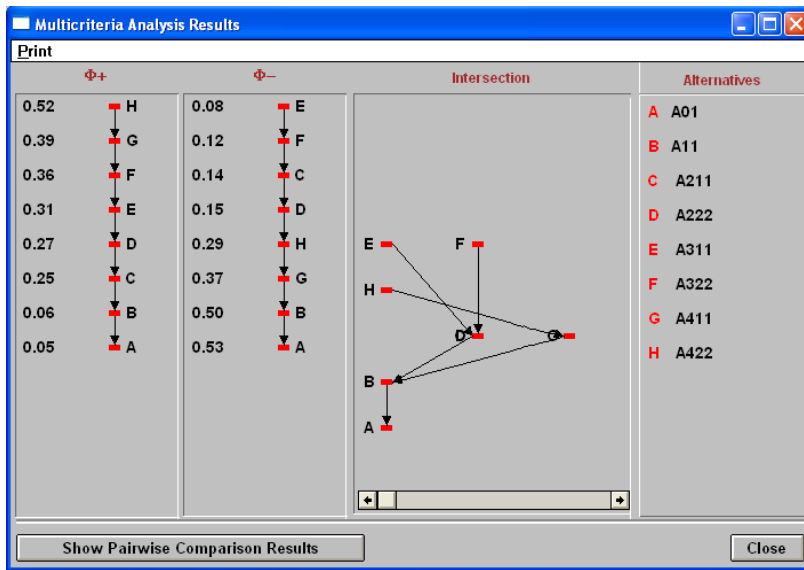 Multicriteria Analysis Results
Print
Φ+
Φ−
Intersection
Alternatives
0.52 H
0.39 G
0.36 F
0.31 E
0.27 D
0.25 C
0.06 B
0.05 A
0.08 E
0.12 F
0.14 C
0.15 D
0.29 H
0.37 G
0.50 B
0.53 A
E F
H
D G
B
A
A A01
B A11
C A211
D A222
E A311
F A322
G A411
H A422
Show Pairwise Comparison Results
Close